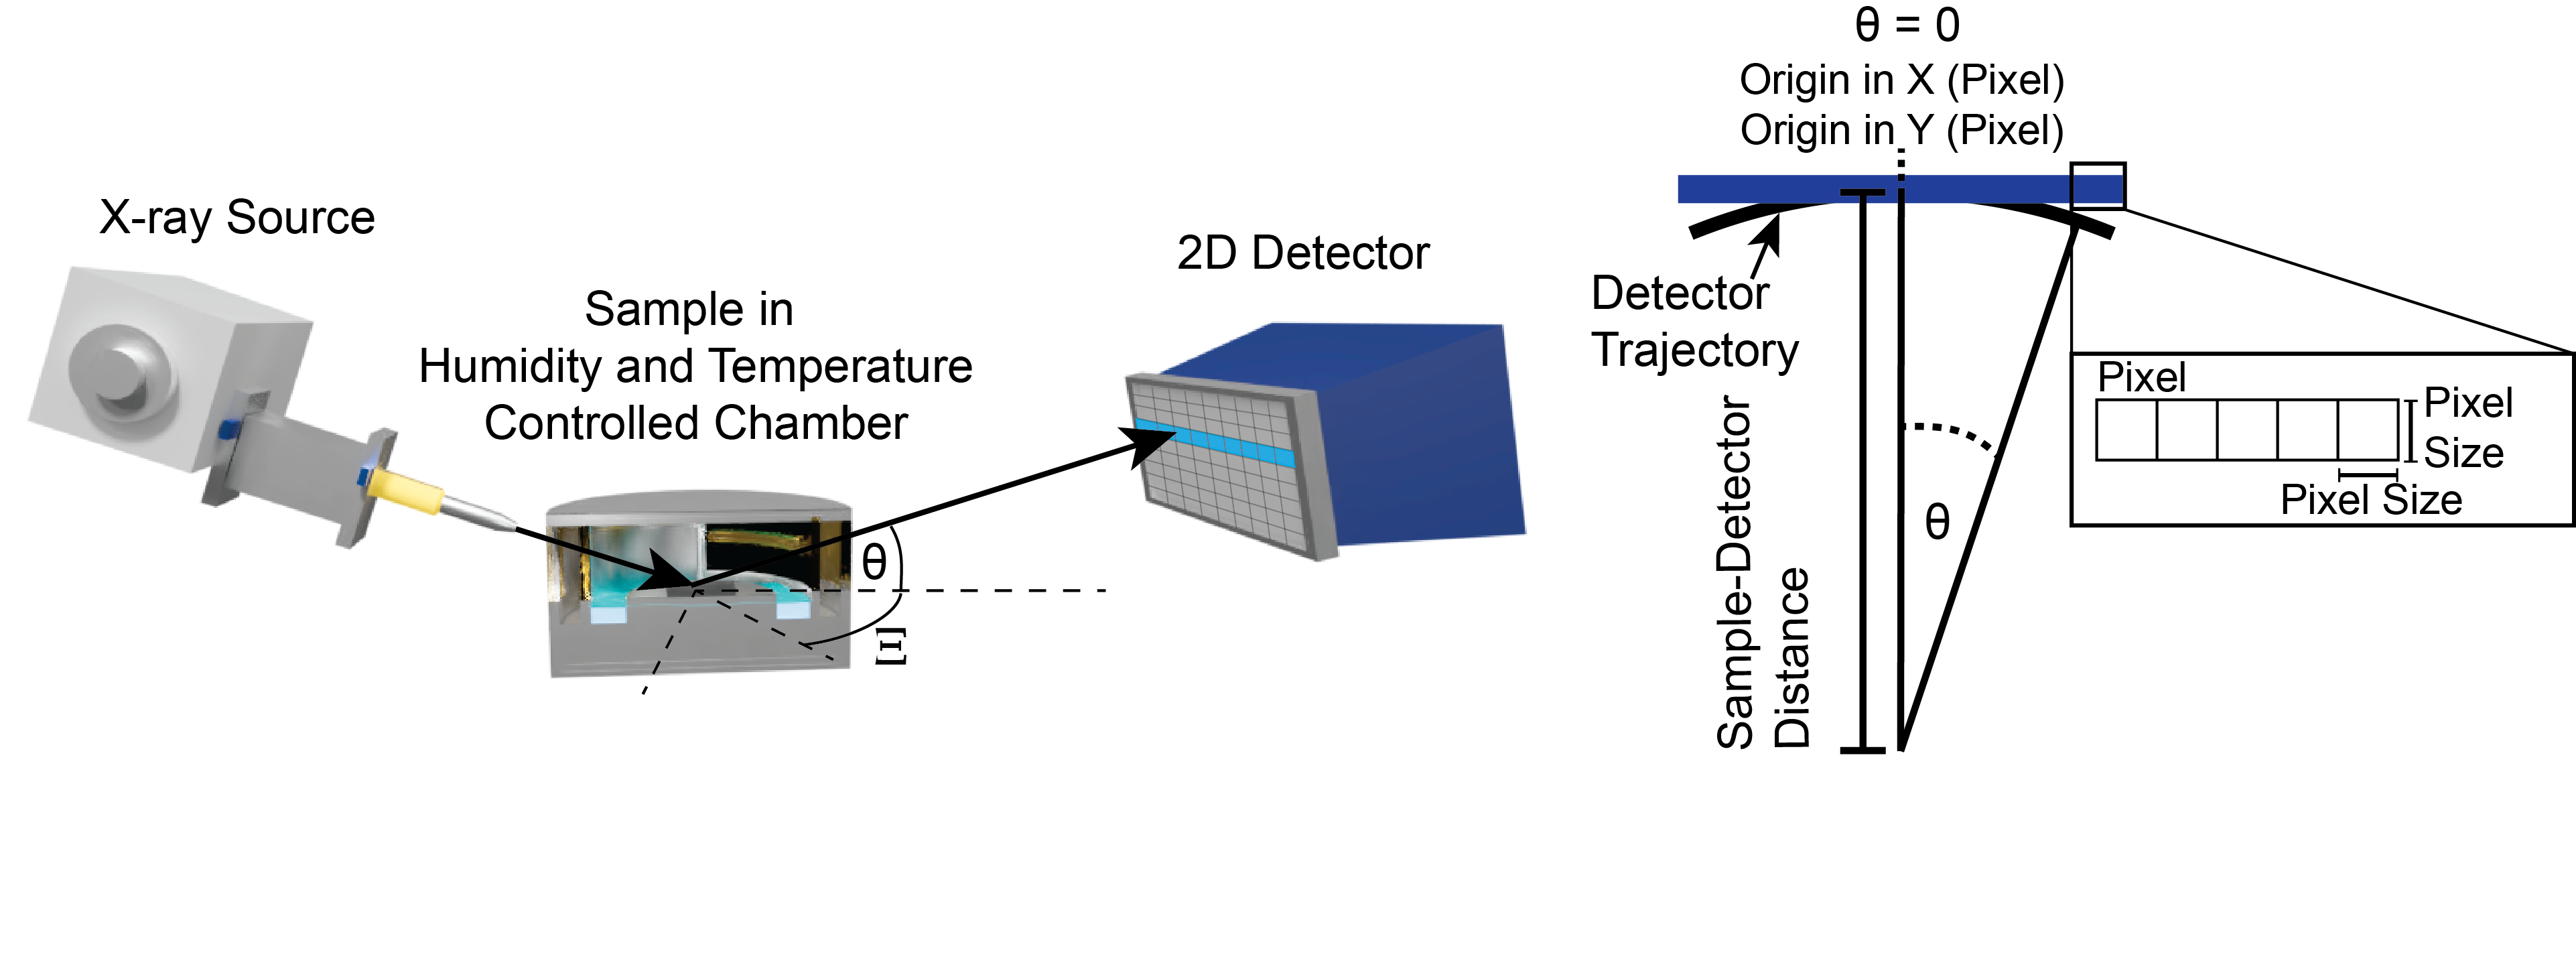 X-ray Source
Sample in
Humidity and Temperature
Controlled Chamber
θ
Ξ
2D Detector
θ = 0
Origin in X (Pixel)
Origin in Y (Pixel)
Detector
Trajectory
Sample-Detector
Distance
θ
Pixel
Pixel
Size
Pixel Size